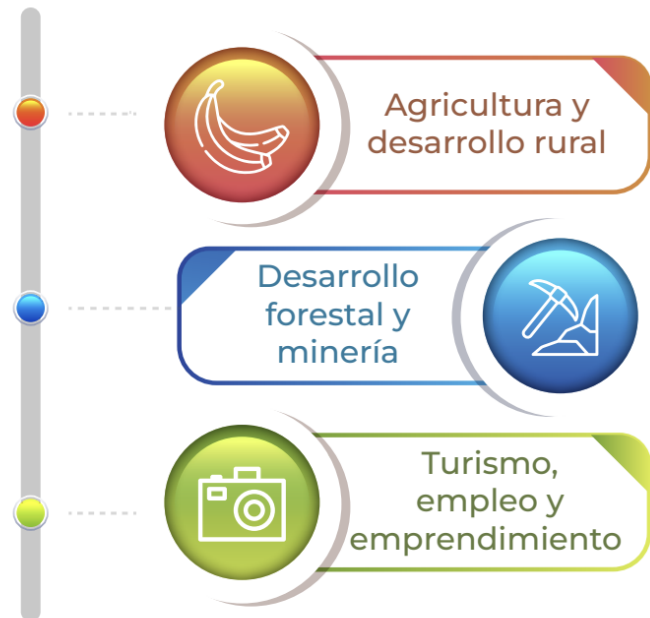 Agricultura y
desarrollo rural
Desarrollo
forestal y
minería
Turismo,
empleo y
emprendimiento